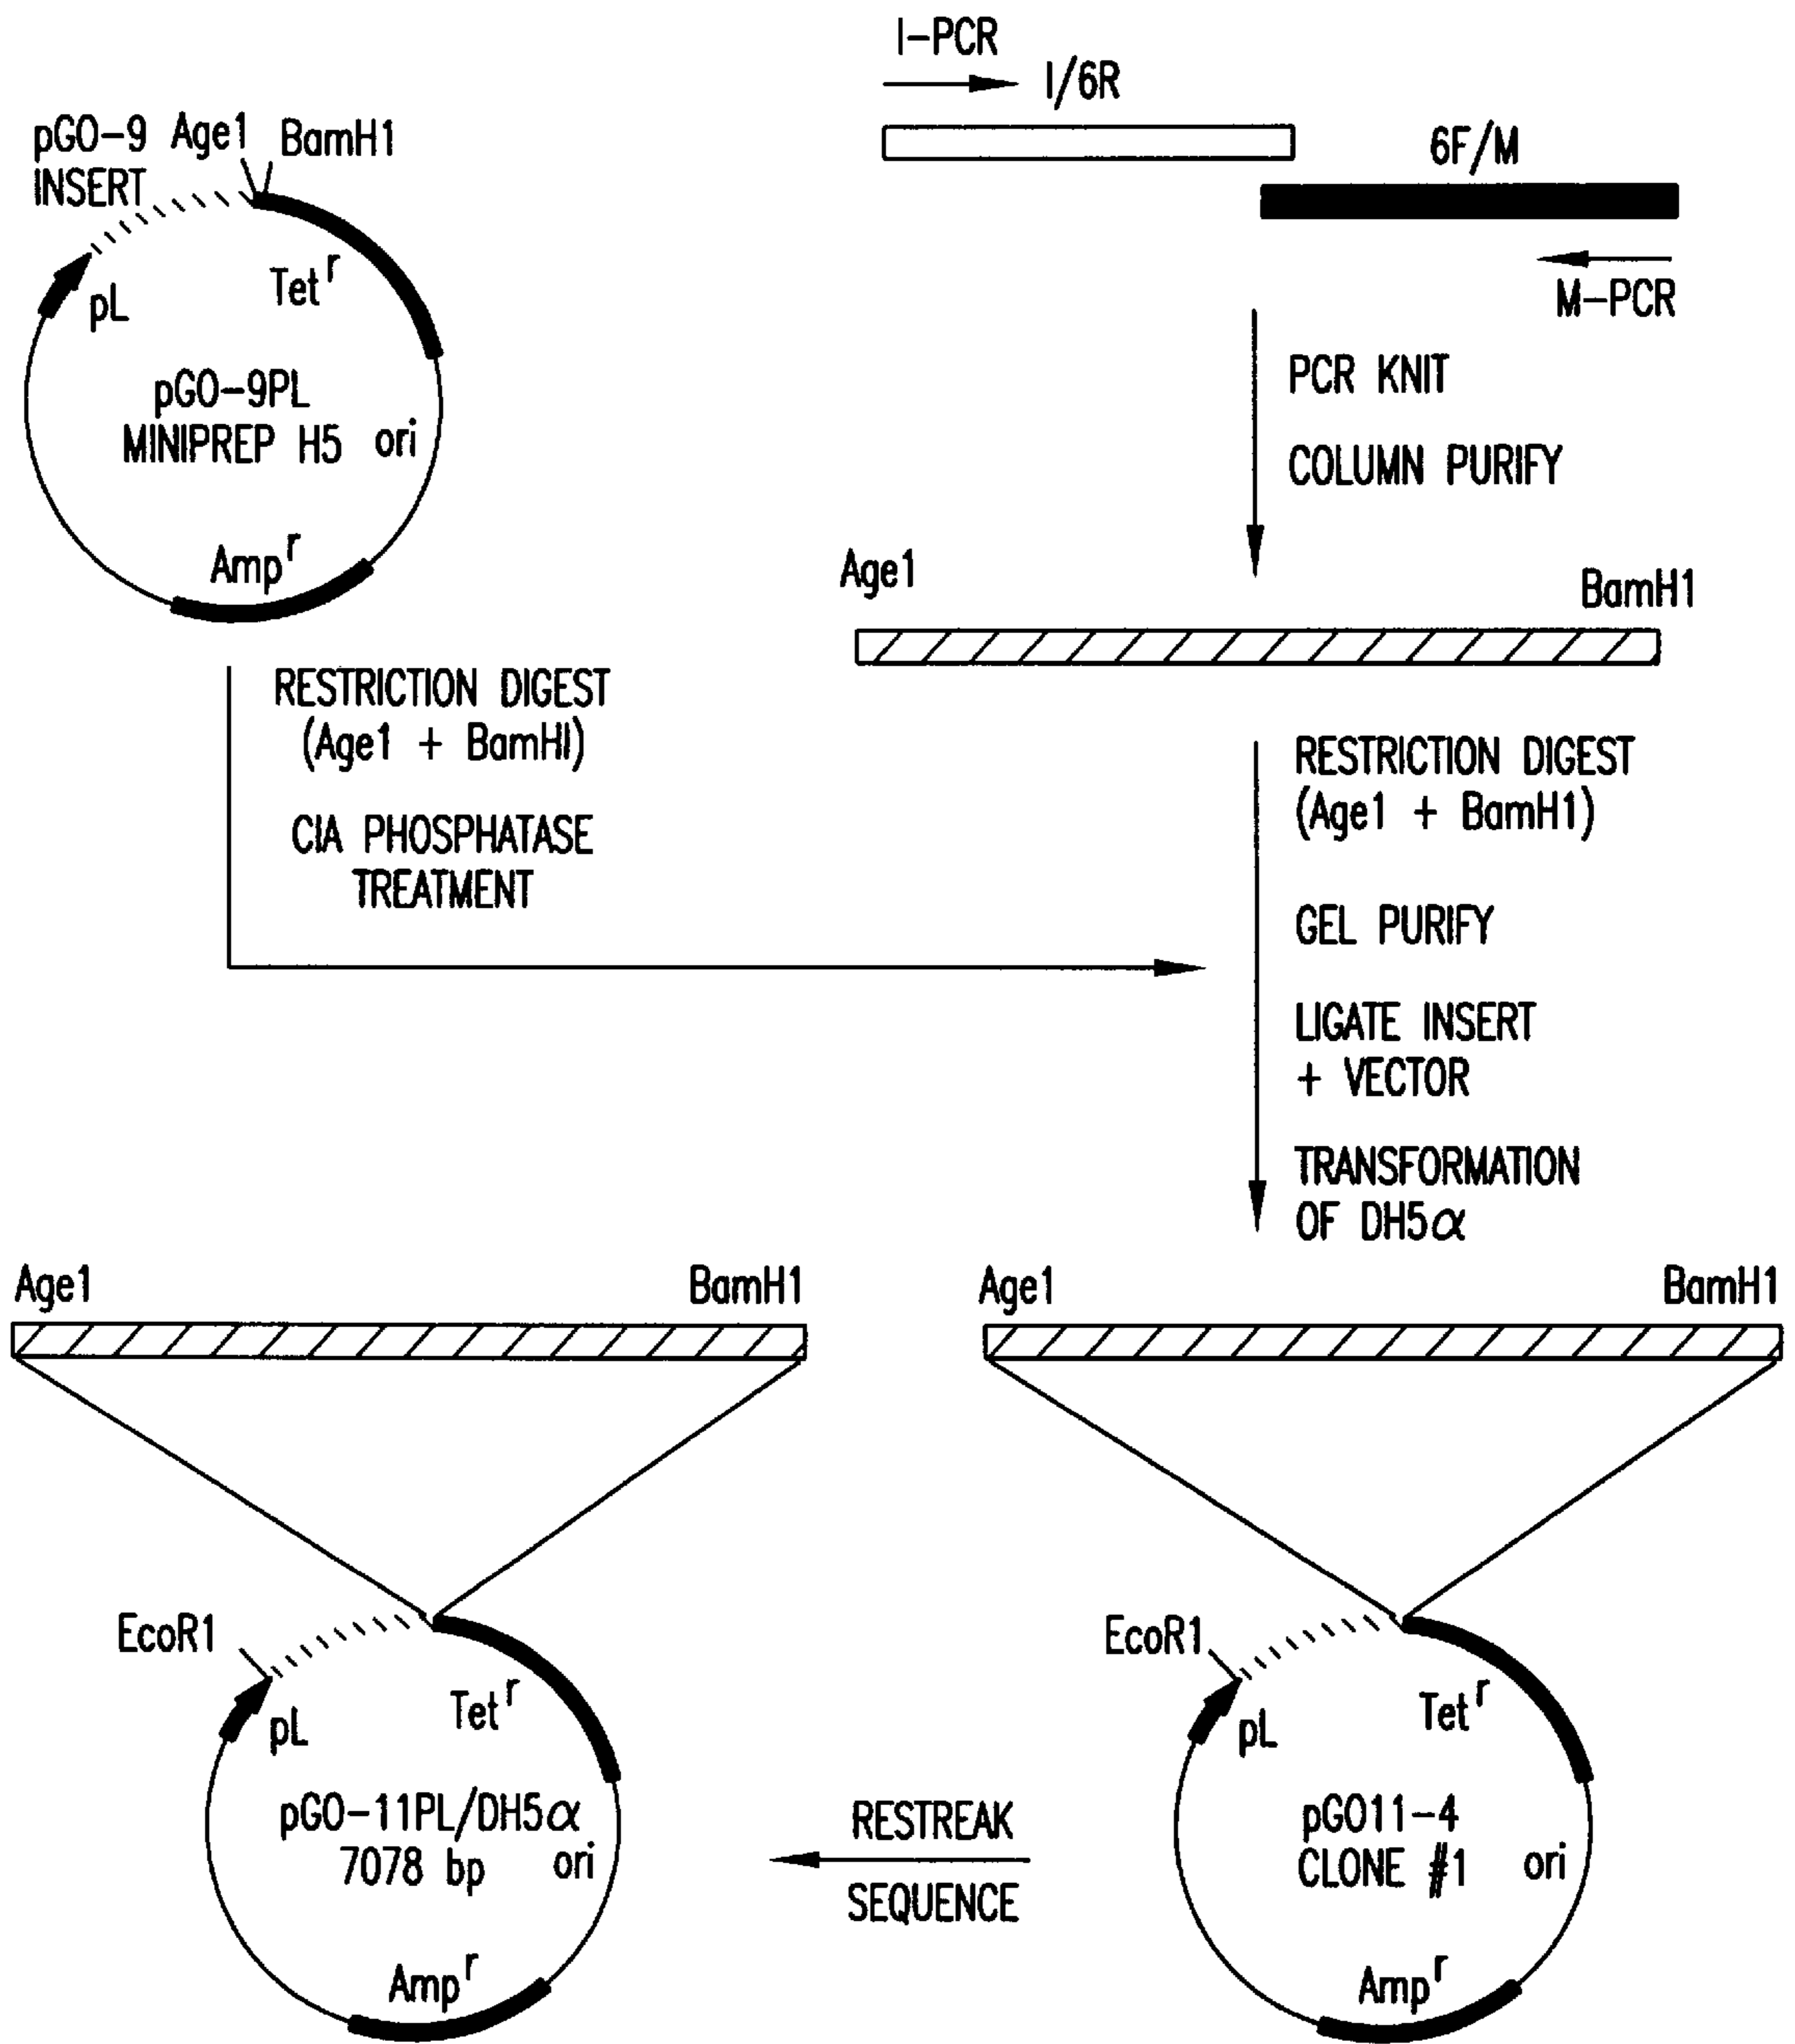 I-PCR
I/6R
pGO-9 Age1 BamH1
INSERT
6F/M
Tet^r
pL
M-PCR
pGO-9PL
MINIPREP H5 ori
PCR KNIT
COLUMN PURIFY
Amp^r
Age1
BamH1
RESTRICTION DIGEST
(Age1 + BamHI)
CIA PHOSPHATASE
TREATMENT
RESTRICTION DIGEST
(Age1 + BamH1)
GEL PURIFY
LIGATE INSERT
+ VECTOR
TRANSFORMATION
OF DH5α
Age1 BamH1
Age1 BamH1
EcoR1
Tet^r
pL
pGO-11PL/DH5α
7078 bp ori
Amp^r
RESTREAK
SEQUENCE
EcoR1
Tet^r
pL
pGO11-4
CLONE #1 ori
Amp^r